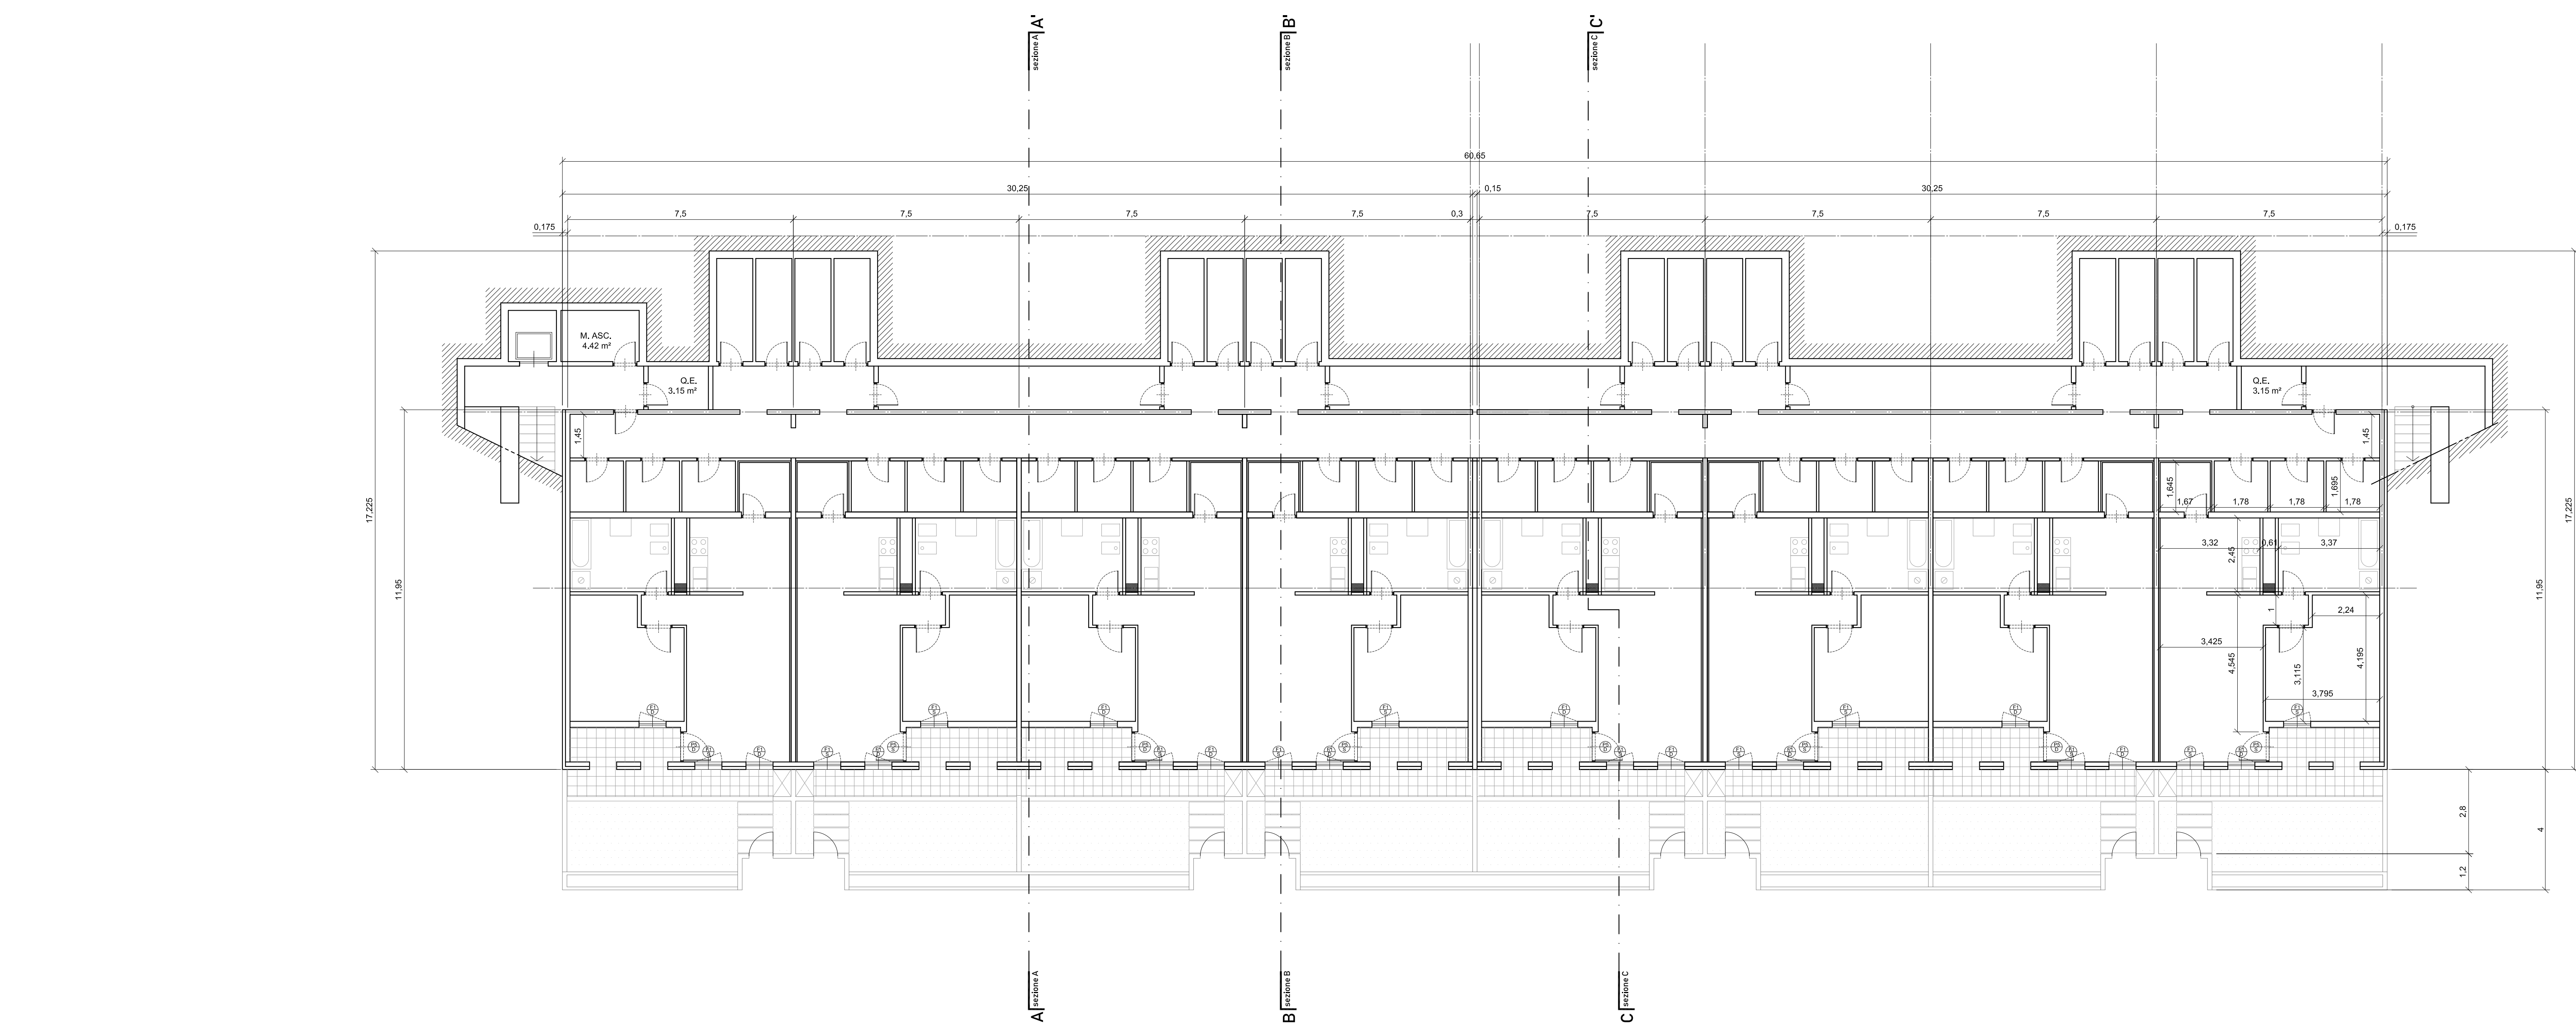 A' B' C'
sezione A sezione B sezione C
60,65
30,25 0,15 30,25
7,5 7,5 7,5 7,5 0,3 7,5 7,5 7,5 7,5
0,175 0,175
M. ASC.
4,42 m²
Q.E.
3.15 m²
Q.E.
3.15 m²
1,45 1,45
1,645 1,695
1,67 1,78 1,78 1,78
17,225 17,225
3,32 0,61 3,37
2,45
11,95 11,95
1 2,24
3,425
4,545 3,115 4,195
3,795
2,8
4
1,2
sezione A sezione B sezione C
A B C